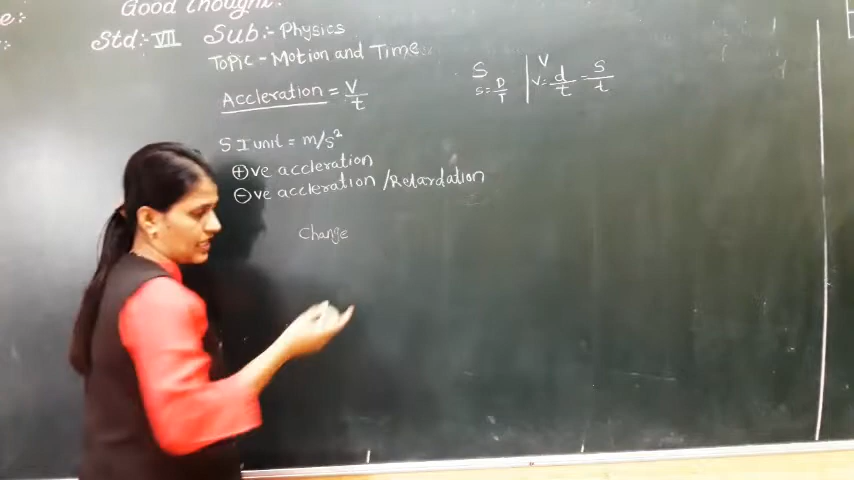 Good thought:
Std:- VII Sub:- Physics
Topic - Motion and Time
Accleration = V/t
S I unit = m/s²
⊕ve accleration
⊖ve accleration /Retardation
Change
S
s = D/T
V
v = d/t = s/t